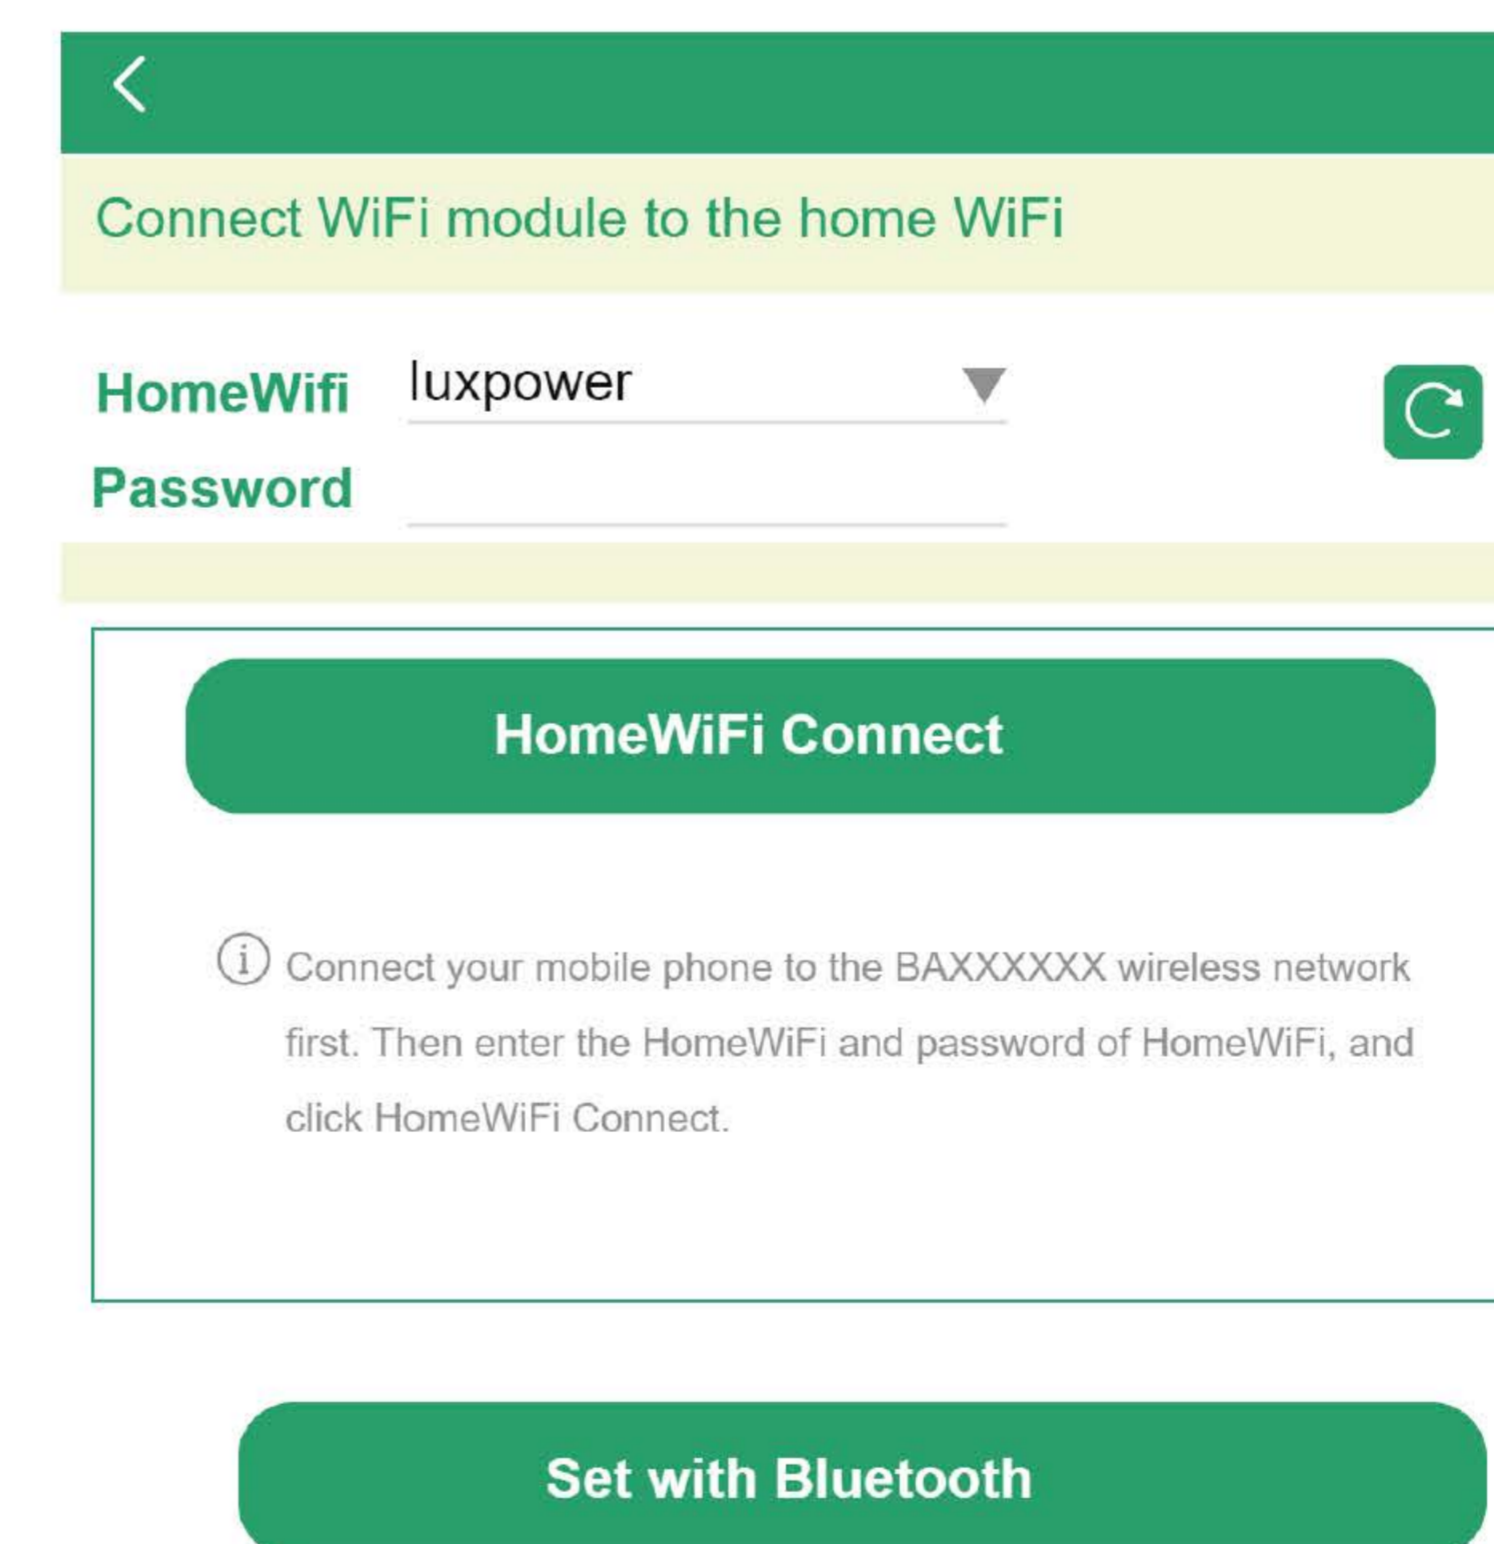 Connect WiFi module to the home WiFi
HomeWifi luxpower
Password
HomeWiFi Connect
Connect your mobile phone to the BAXXXXXX wireless network
first. Then enter the HomeWiFi and password of HomeWiFi, and
click HomeWiFi Connect.
Set with Bluetooth